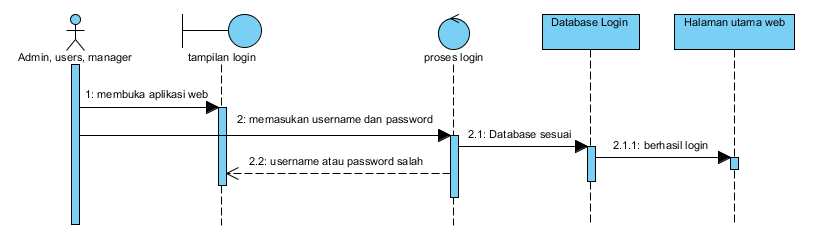 Database Login
Halaman utama web
Admin, users, manager
tampilan login
proses login
1: membuka aplikasi web
2: memasukan username dan password
2.1: Database sesuai
2.1.1: berhasil login
2.2: username atau password salah